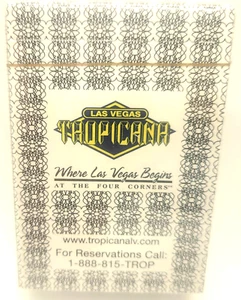 LAS VEGAS
TROPICANA
Where Las Vegas Begins
AT THE FOUR CORNERS™
www.tropicanalv.com
For Reservations Call:
1-888-815-TROP